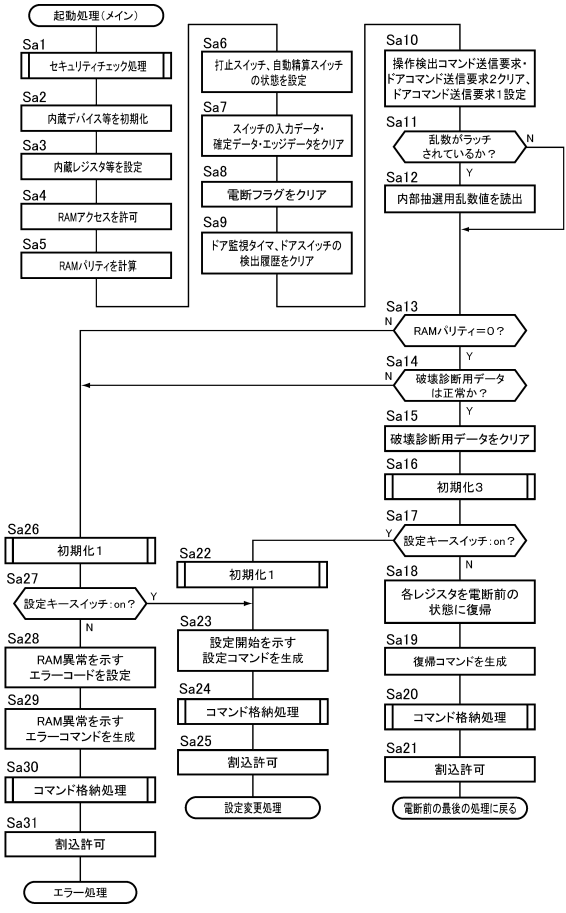 起動処理(メイン)
Sa1
セキュリティチェック処理
Sa2
内蔵デバイス等を初期化
Sa3
内蔵レジスタ等を設定
Sa4
RAMアクセスを許可
Sa5
RAMパリティを計算
Sa6
打止スイッチ、自動精算スイッチ
の状態を設定
Sa7
スイッチの入力データ・
確定データ・エッジデータをクリア
Sa8
電断フラグをクリア
Sa9
ドア監視タイマ、ドアスイッチの
検出履歴をクリア
Sa10
操作検出コマンド送信要求・
ドアコマンド送信要求2クリア、
ドアコマンド送信要求1設定
Sa11
乱数がラッチ
されているか?
N
Y
Sa12
内部抽選用乱数値を読出
Sa13
N
RAMパリティ=0?
Y
Sa14
N
破壊診断用データ
は正常か?
Y
Sa15
破壊診断用データをクリア
Sa16
初期化3
Sa17
Y
設定キースイッチ:on?
N
Sa18
各レジスタを電断前の
状態に復帰
Sa19
復帰コマンドを生成
Sa20
コマンド格納処理
Sa21
割込許可
電断前の最後の処理に戻る
Sa22
初期化1
Sa23
設定開始を示す
設定コマンドを生成
Sa24
コマンド格納処理
Sa25
割込許可
設定変更処理
Sa26
初期化1
Sa27
設定キースイッチ:on?
Y
N
Sa28
RAM異常を示す
エラーコードを設定
Sa29
RAM異常を示す
エラーコマンドを生成
Sa30
コマンド格納処理
Sa31
割込許可
エラー処理